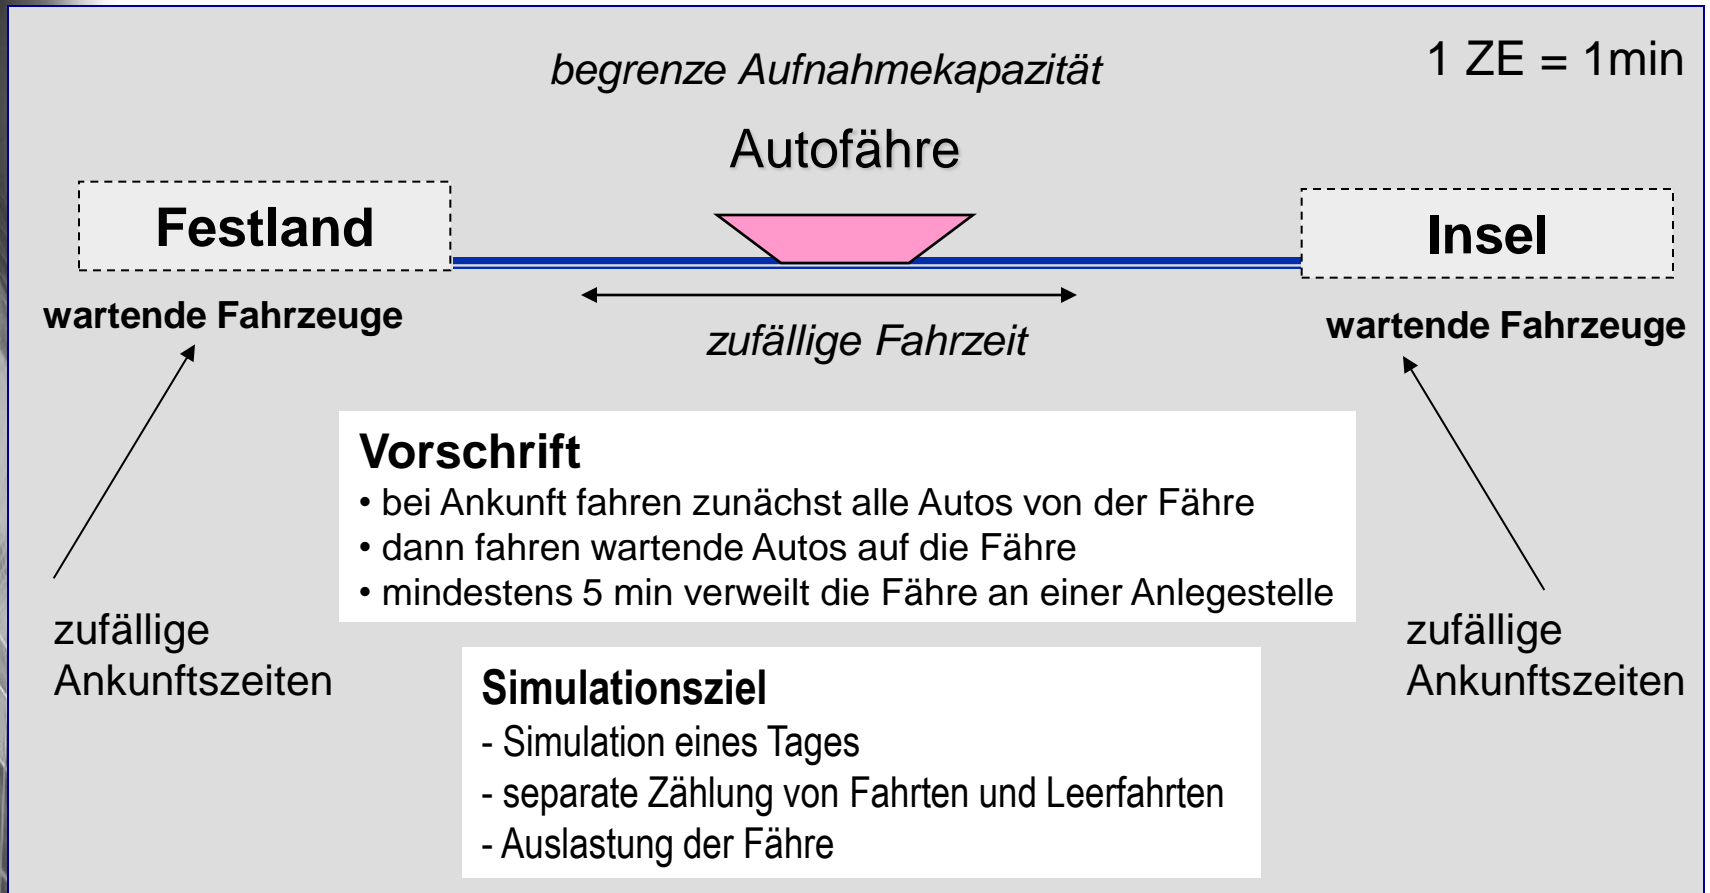 begrenze Aufnahmekapazität
1 ZE = 1min
Autofähre
Festland
Insel
wartende Fahrzeuge
zufällige Fahrzeit
wartende Fahrzeuge
Vorschrift
• bei Ankunft fahren zunächst alle Autos von der Fähre
• dann fahren wartende Autos auf die Fähre
• mindestens 5 min verweilt die Fähre an einer Anlegestelle
zufällige
Ankunftszeiten
zufällige
Ankunftszeiten
Simulationsziel
- Simulation eines Tages
- separate Zählung von Fahrten und Leerfahrten
- Auslastung der Fähre